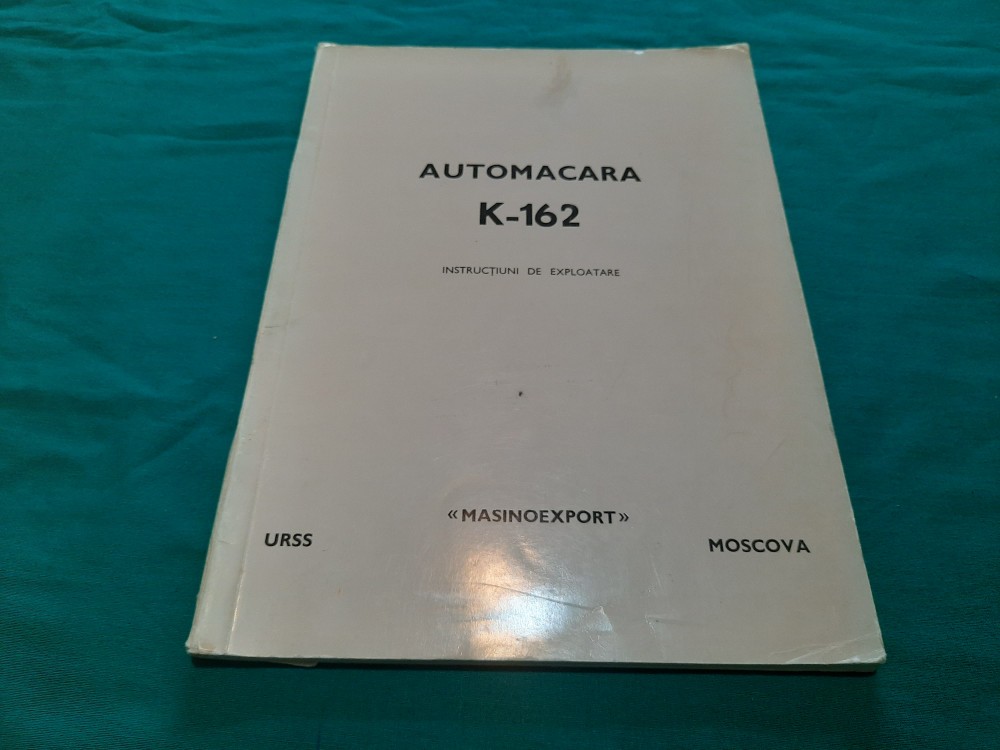 AUTOMACARA
K-162
INSTRUCȚIUNI DE EXPLOATARE
«MASINOEXPORT»
URSS
MOSCOVA